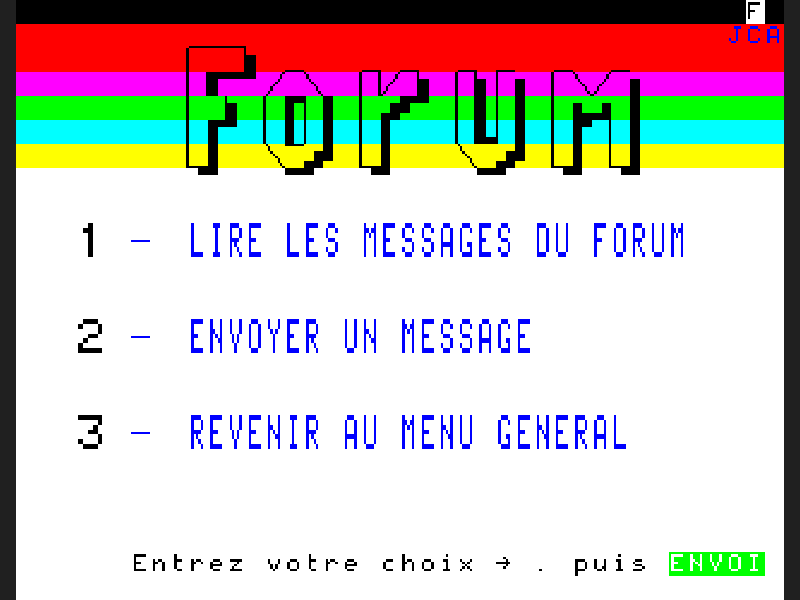 F
JCA
Forum
1 - LIRE LES MESSAGES DU FORUM
2 - ENVOYER UN MESSAGE
3 - REVENIR AU MENU GENERAL
Entrez votre choix → . puis ENVOI